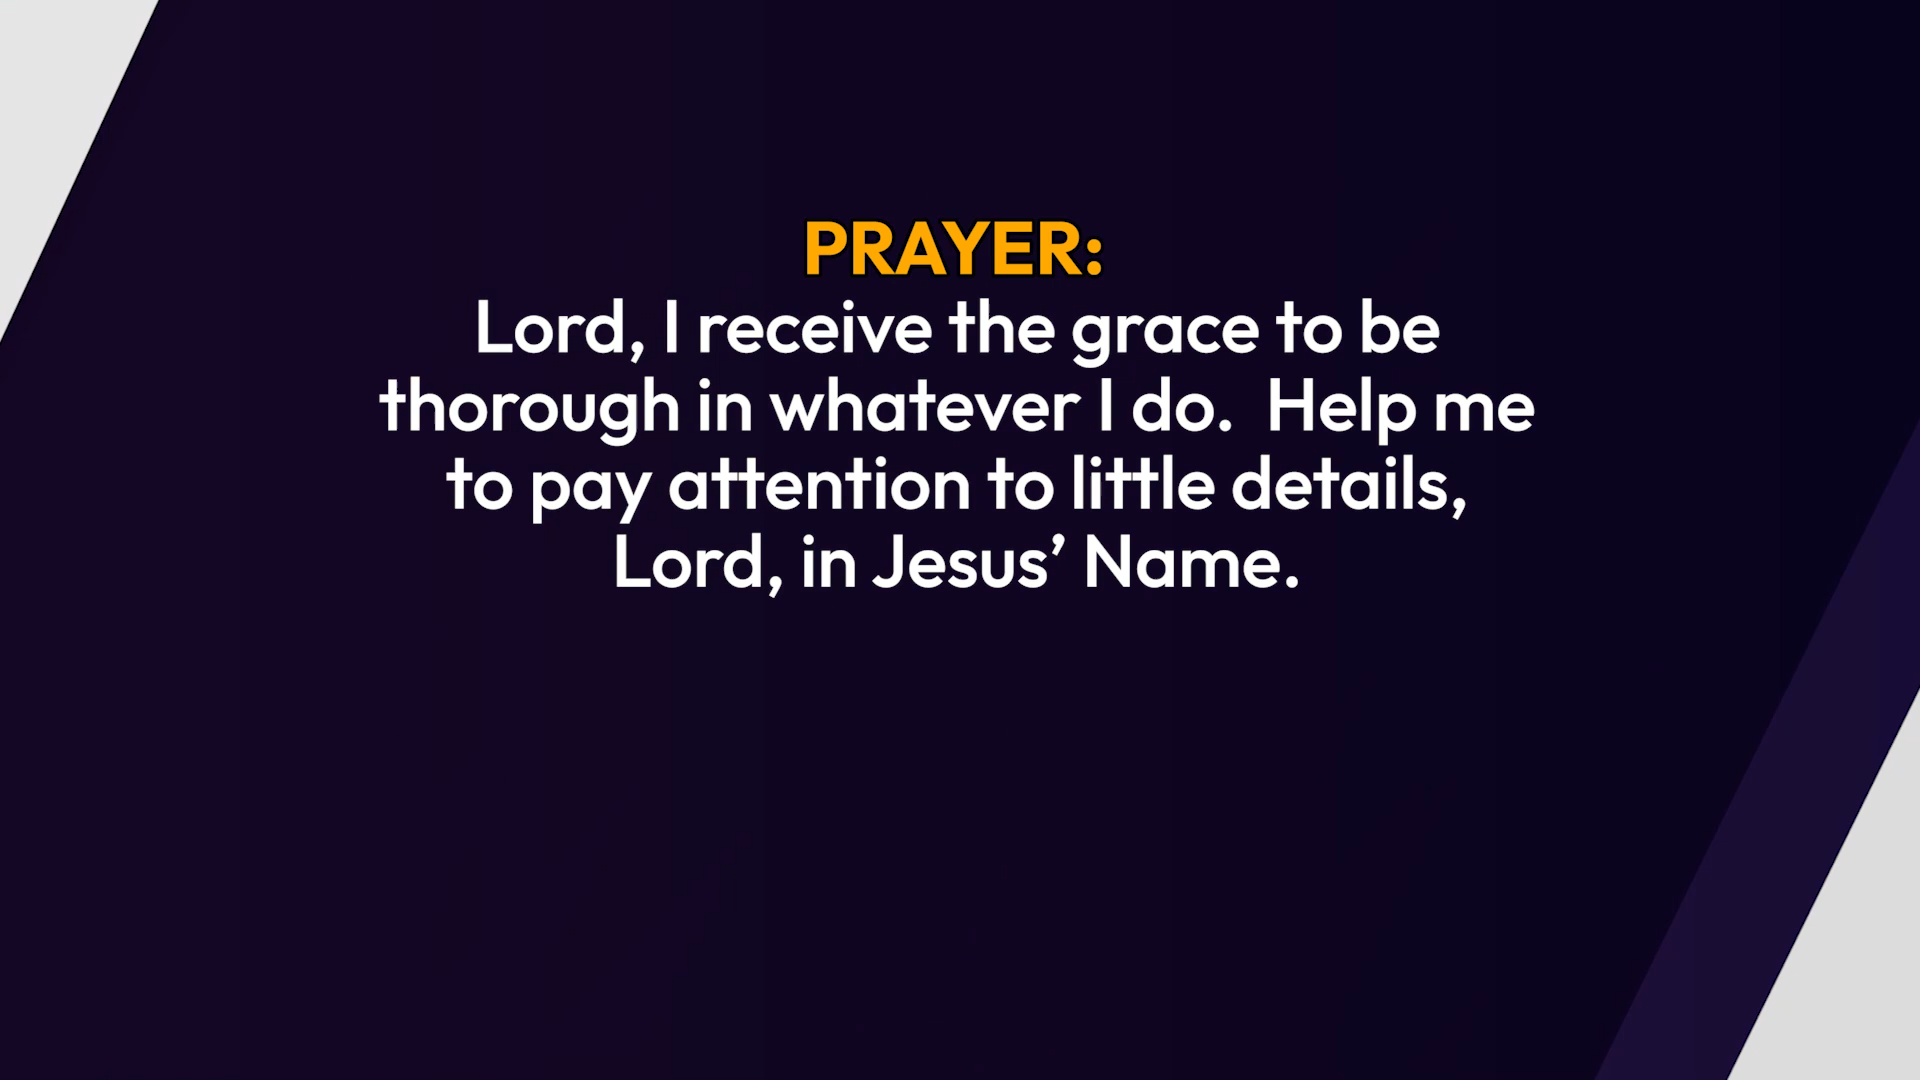 PRAYER:
Lord, I receive the grace to be
thorough in whatever I do.  Help me
to pay attention to little details,
Lord, in Jesus’ Name.